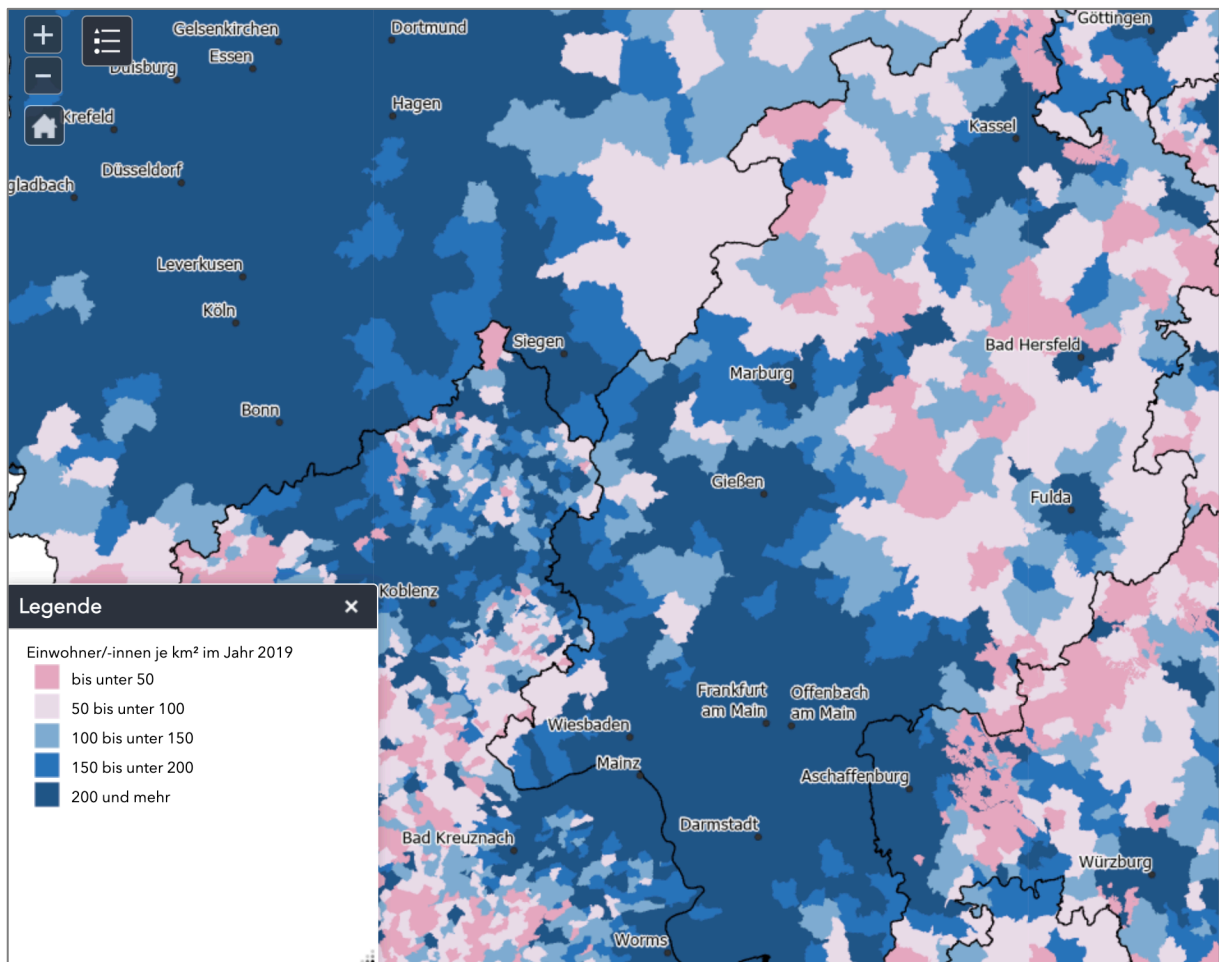 Göttingen
Gelsenkirchen
Dortmund
Essen
Duisburg
Hagen
Krefeld
Kassel
Düsseldorf
gladbach
Leverkusen
Köln
Siegen
Bad Hersfeld
Marburg
Bonn
Gießen
Fulda
Koblenz
Legende
Einwohner/-innen je km² im Jahr 2019
bis unter 50
50 bis unter 100
100 bis unter 150
150 bis unter 200
200 und mehr
Frankfurt
am Main
Offenbach
am Main
Wiesbaden
Mainz
Aschaffenburg
Darmstadt
Bad Kreuznach
Würzburg
Worms